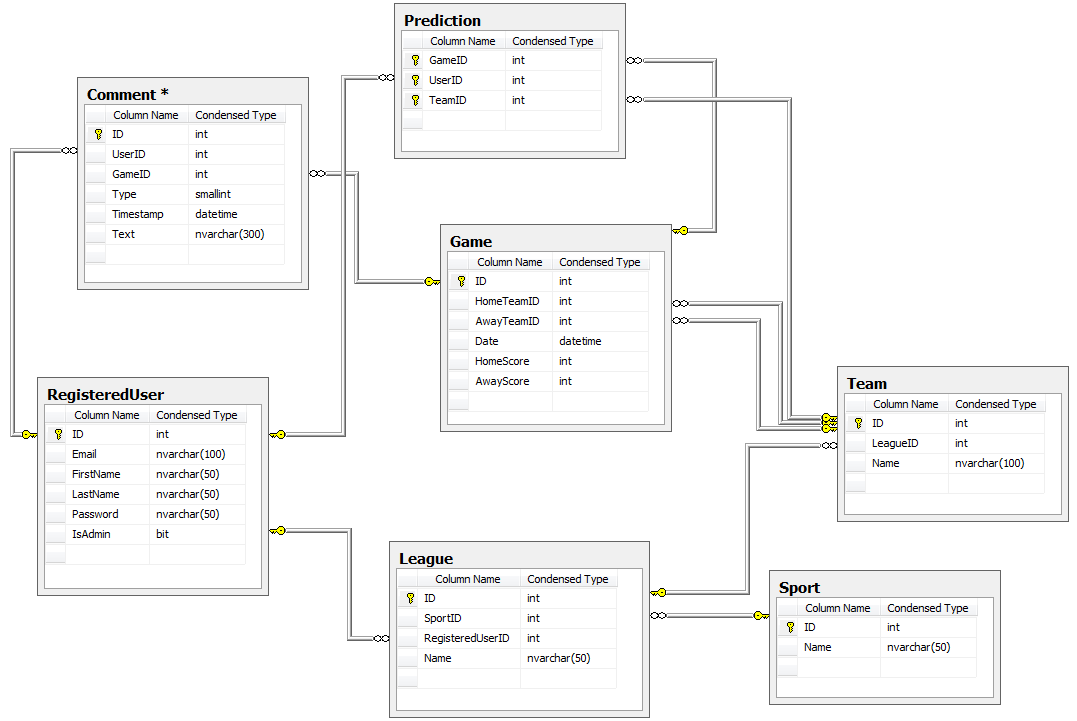 Prediction
Column Name Condensed Type
GameID int
UserID int
TeamID int
Comment *
Column Name Condensed Type
ID int
UserID int
GameID int
Type smallint
Timestamp datetime
Text nvarchar(300)
Game
Column Name Condensed Type
ID int
HomeTeamID int
AwayTeamID int
Date datetime
HomeScore int
AwayScore int
RegisteredUser
Column Name Condensed Type
ID int
Email nvarchar(100)
FirstName nvarchar(50)
LastName nvarchar(50)
Password nvarchar(50)
IsAdmin bit
Team
Column Name Condensed Type
ID int
LeagueID int
Name nvarchar(100)
League
Column Name Condensed Type
ID int
SportID int
RegisteredUserID int
Name nvarchar(50)
Sport
Column Name Condensed Type
ID int
Name nvarchar(50)